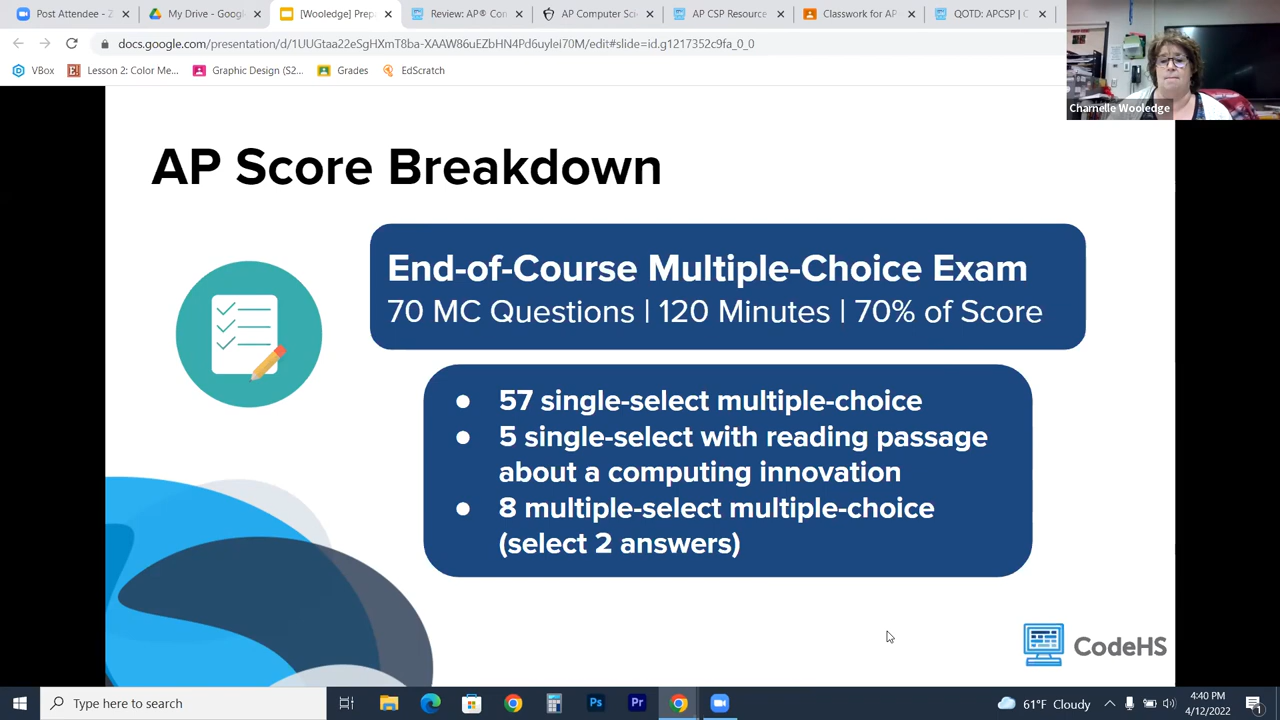 Post Attendee - Z
My Drive - Googl
[Wooledge] Prep
Review: AP® Con
AP Computer Sci
AP CSP Resource
Classwork for AP
QOTD: APCSP | C
docs.google.com/presentation/d/
/edit#slide=id.g1217352c9fa_0_0
VBox
Lesson 2: Color Me...
Graphic Design (S2...
Grades
EdScratch
Charnelle Wooledge
AP Score Breakdown
End-of-Course Multiple-Choice Exam
70 MC Questions | 120 Minutes | 70% of Score
● 57 single-select multiple-choice
● 5 single-select with reading passage
about a computing innovation
● 8 multiple-select multiple-choice
(select 2 answers)
CodeHS
Type here to search
Ps
Pr
61°F Cloudy
4:40 PM
4/12/2022
1